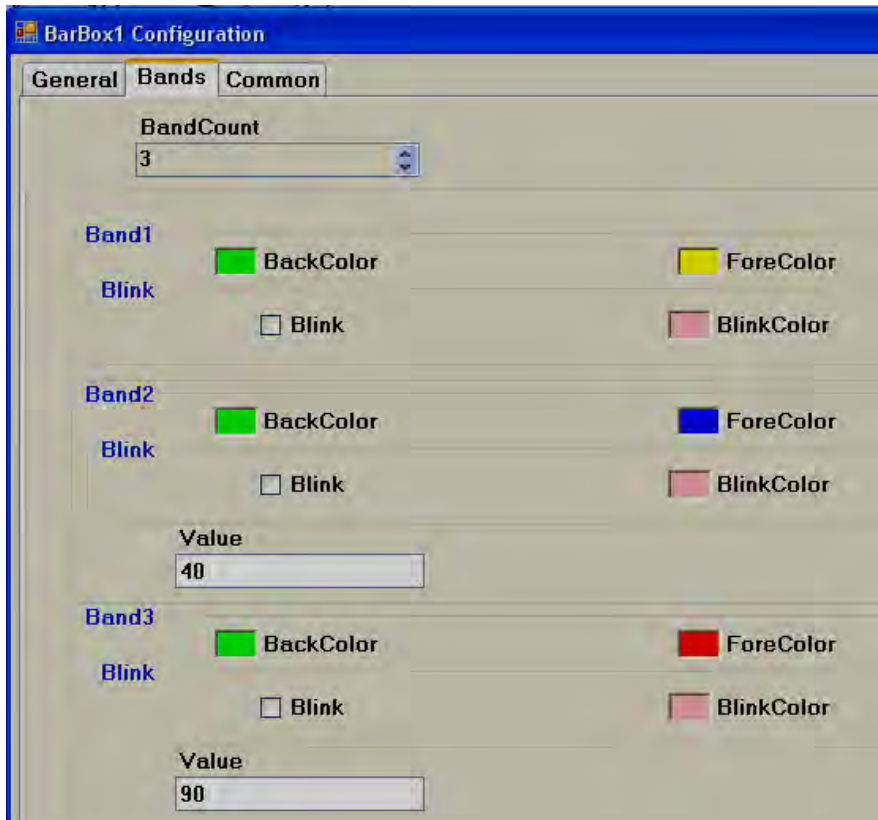 BarBox1 Configuration
General Bands Common
BandCount
3
Band1
BackColor ForeColor
Blink
Blink BlinkColor
Band2
BackColor ForeColor
Blink
Blink BlinkColor
Value
40
Band3
BackColor ForeColor
Blink
Blink BlinkColor
Value
90